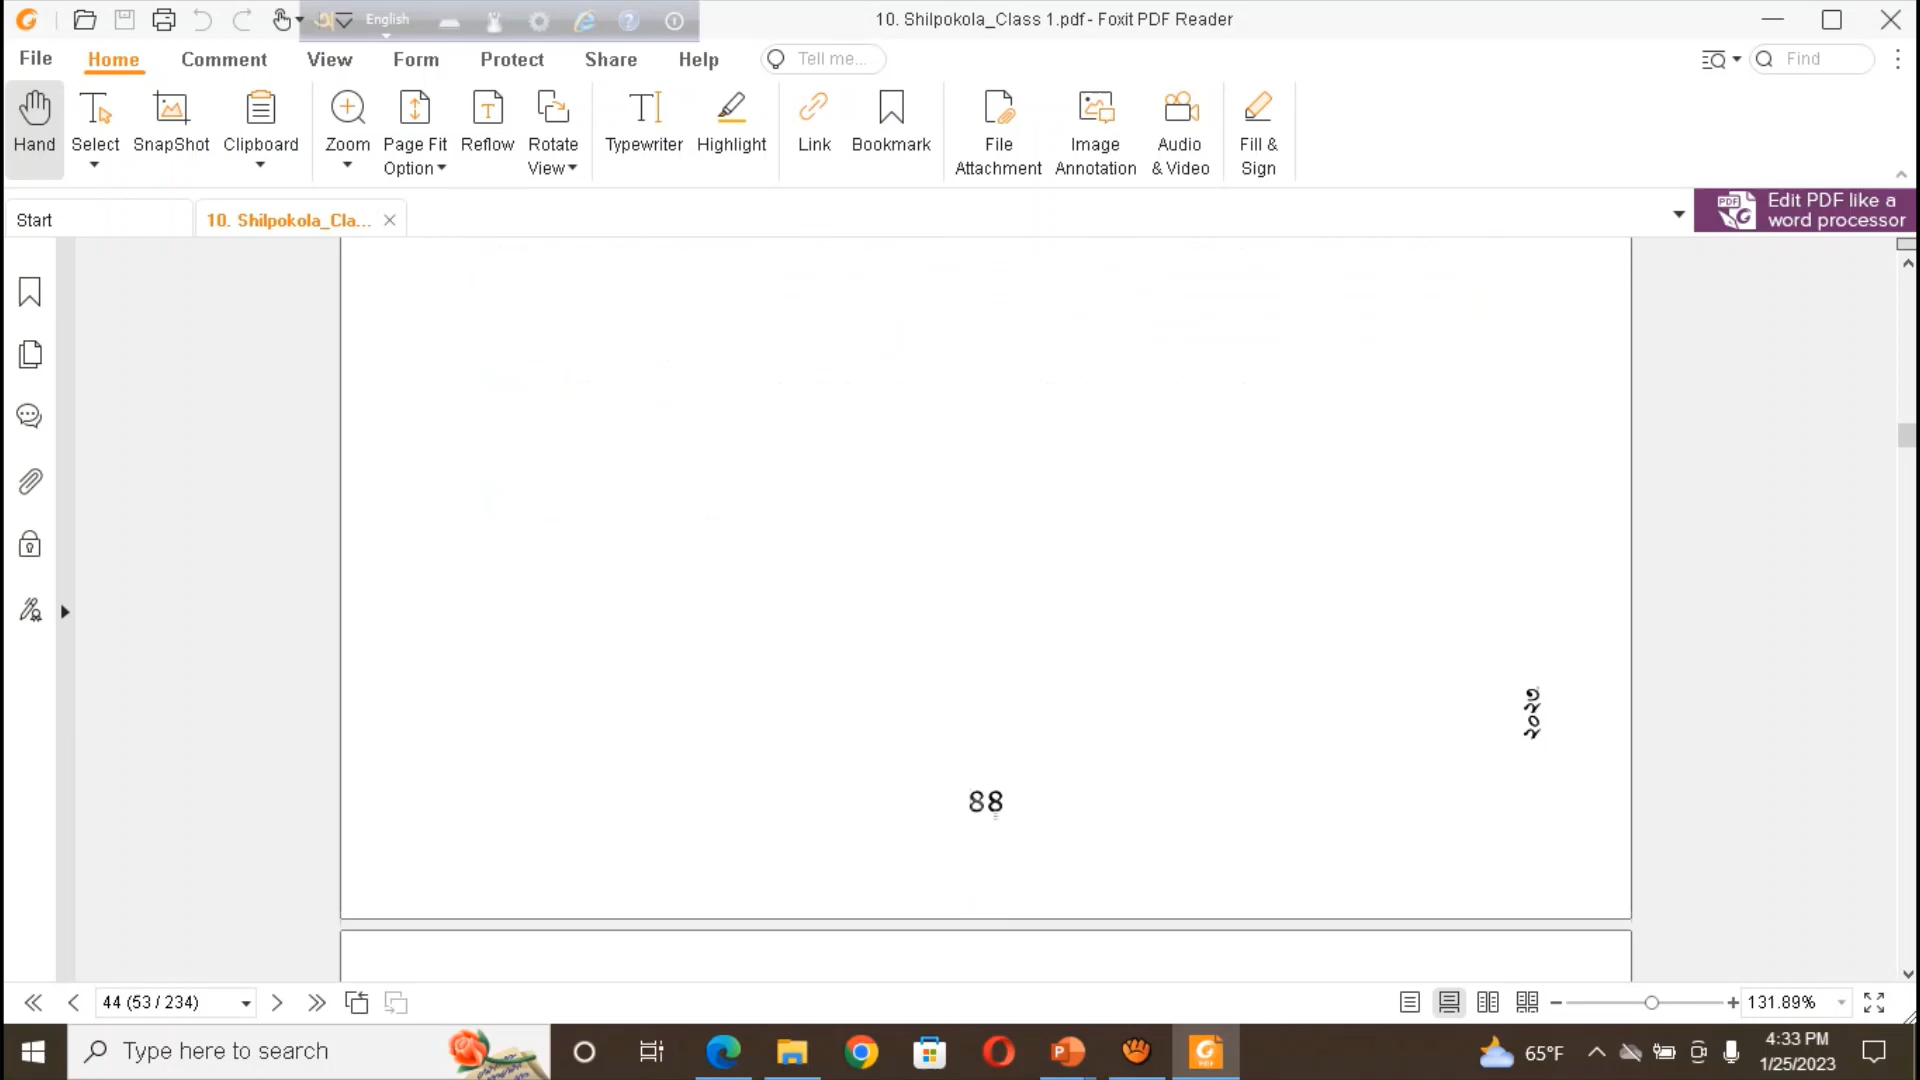 English
10. Shilpokola_Class 1.pdf - Foxit PDF Reader
File Home Comment View Form Protect Share Help Tell me... Find
Hand Select SnapShot Clipboard Zoom Page Fit Option Reflow Rotate View Typewriter Highlight Link Bookmark File Attachment Image Annotation Audio & Video Fill & Sign
Start 10. Shilpokola_Cla...
Edit PDF like a
word processor
২০২৩
৪৪
44 (53 / 234) 131.89%
Type here to search
65°F
4:33 PM
1/25/2023